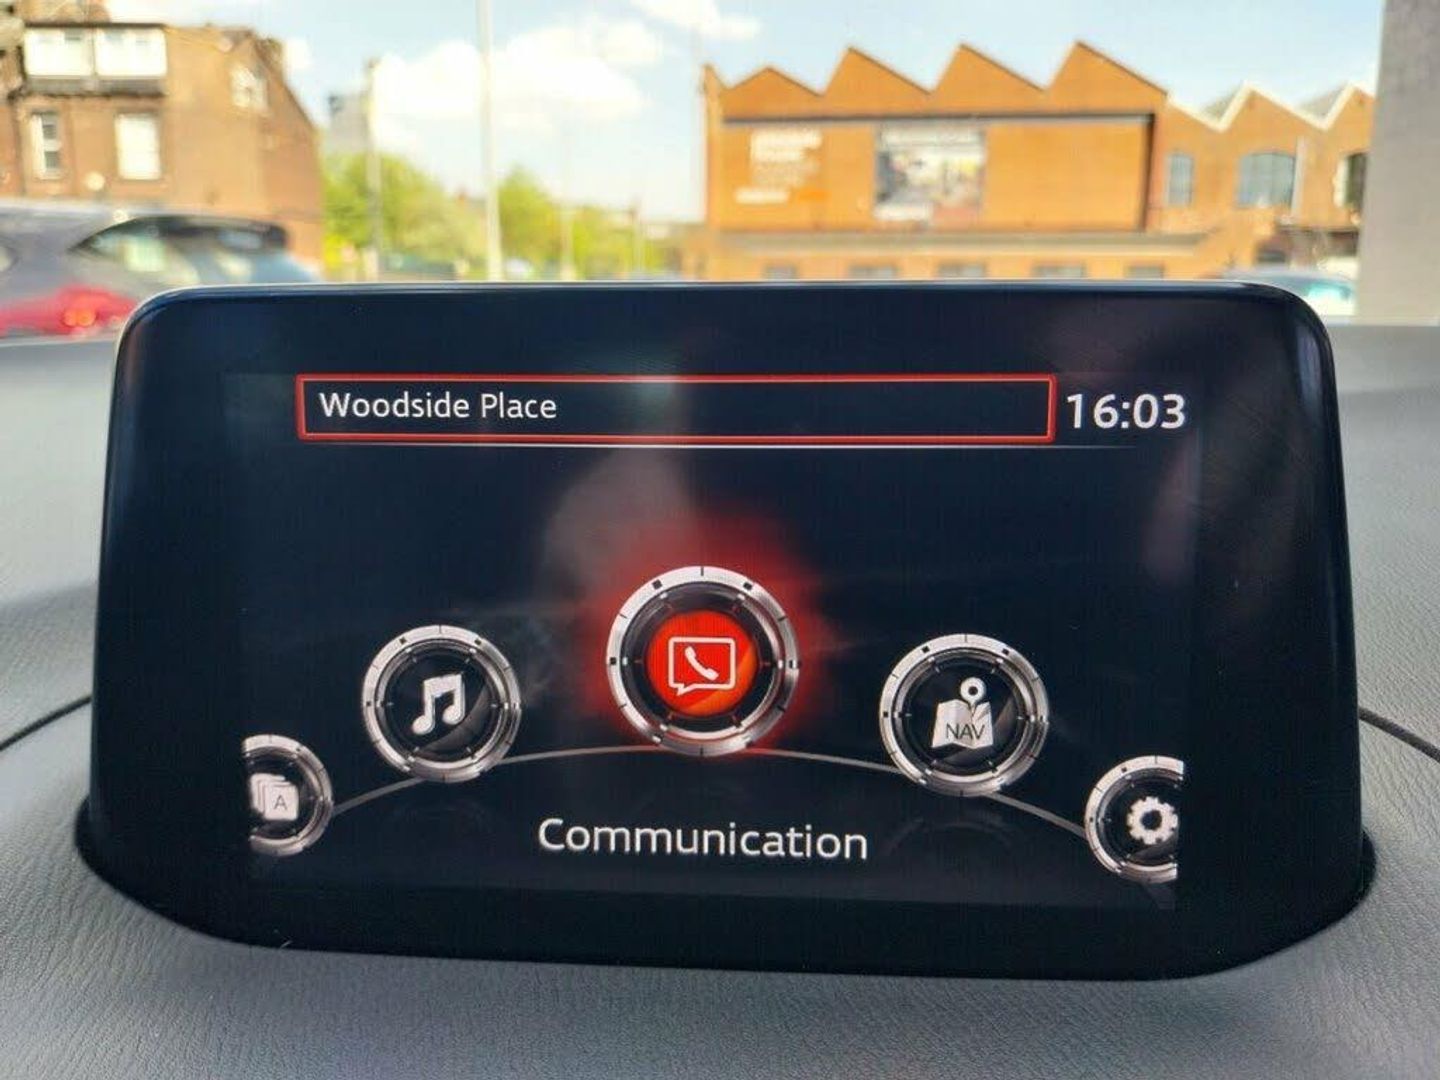 Woodside Place
16:03
NAV
A
Communication